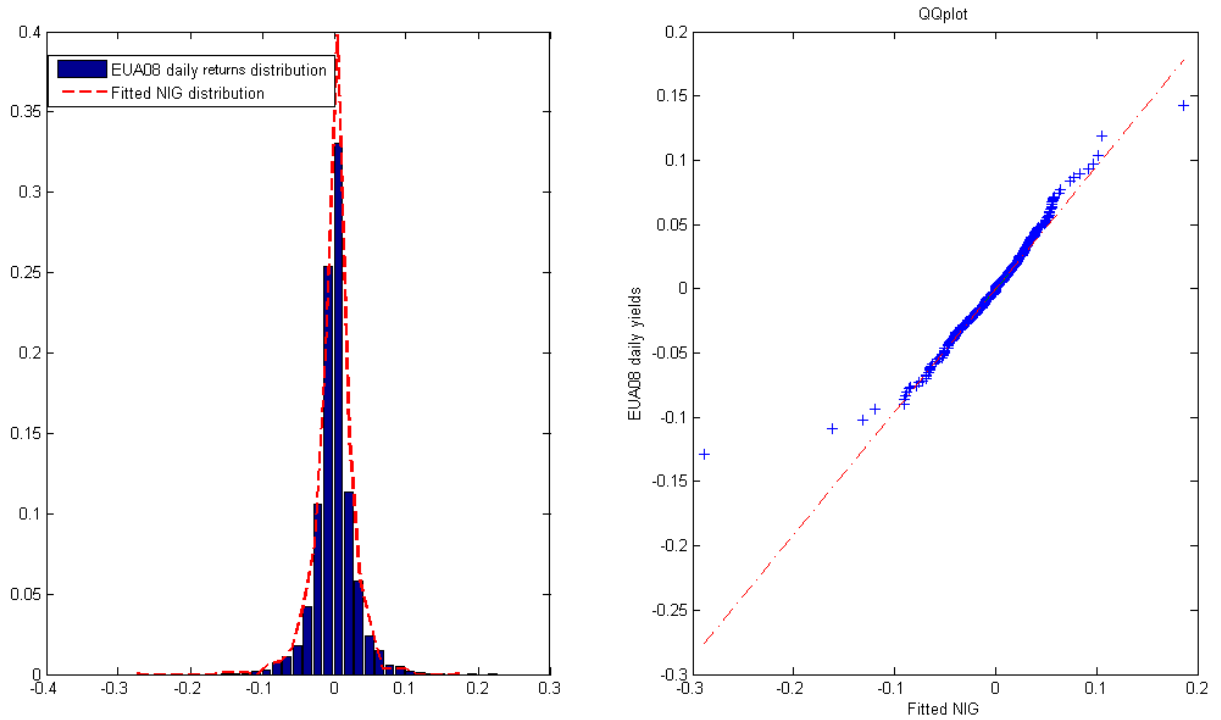 0.4
EUA08 daily returns distribution
Fitted NIG distribution
0.35
0.3
0.25
0.2
0.15
0.1
0.05
0
-0.4 -0.3 -0.2 -0.1 0 0.1 0.2 0.3
QQplot
0.2
0.15
0.1
0.05
0
-0.05
-0.1
-0.15
-0.2
-0.25
-0.3
EUA08 daily yields
-0.3 -0.2 -0.1 0 0.1 0.2
Fitted NIG